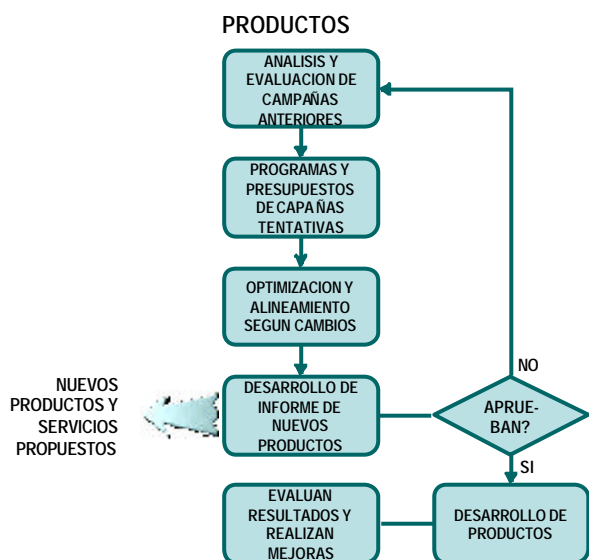 PRODUCTOS
ANALISIS Y
EVALUACION DE
CAMPAÑAS
ANTERIORES
PROGRAMAS Y
PRESUPUESTOS
DE CAPAÑAS
TENTATIVAS
OPTIMIZACION Y
ALINEAMIENTO
SEGUN CAMBIOS
NUEVOS
PRODUCTOS Y
SERVICIOS
PROPUESTOS
DESARROLLO DE
INFORME DE
NUEVOS
PRODUCTOS
NO
APRUE-
BAN?
SI
EVALUAN
RESULTADOS Y
REALIZAN
MEJORAS
DESARROLLO DE
PRODUCTOS